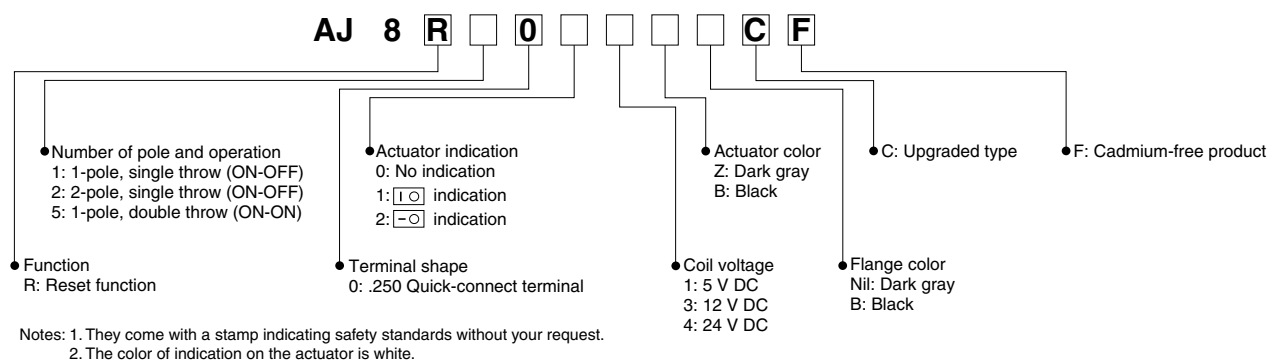 AJ 8 R 0 C F
Number of pole and operation
1: 1-pole, single throw (ON-OFF)
2: 2-pole, single throw (ON-OFF)
5: 1-pole, double throw (ON-ON)
Actuator indication
0: No indication
1: I O indication
2: – O indication
Actuator color
Z: Dark gray
B: Black
C: Upgraded type
F: Cadmium-free product
Function
R: Reset function
Terminal shape
0: .250 Quick-connect terminal
Coil voltage
1: 5 V DC
3: 12 V DC
4: 24 V DC
Flange color
Nil: Dark gray
B: Black
Notes: 1. They come with a stamp indicating safety standards without your request.
2. The color of indication on the actuator is white.